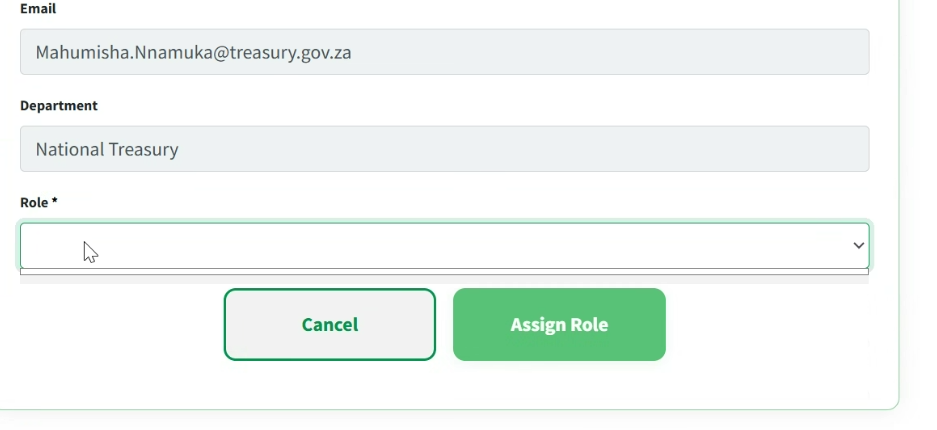 Email
Mahumisha.Nnamuka@treasury.gov.za
Department
National Treasury
Role *
Cancel
Assign Role